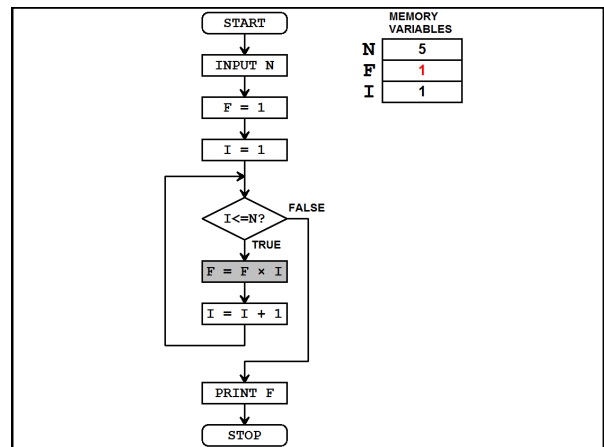 START
INPUT N
F = 1
I = 1
I<=N?
FALSE
TRUE
F = F × I
I = I + 1
PRINT F
STOP
MEMORY
VARIABLES
N 5
F 1
I 1